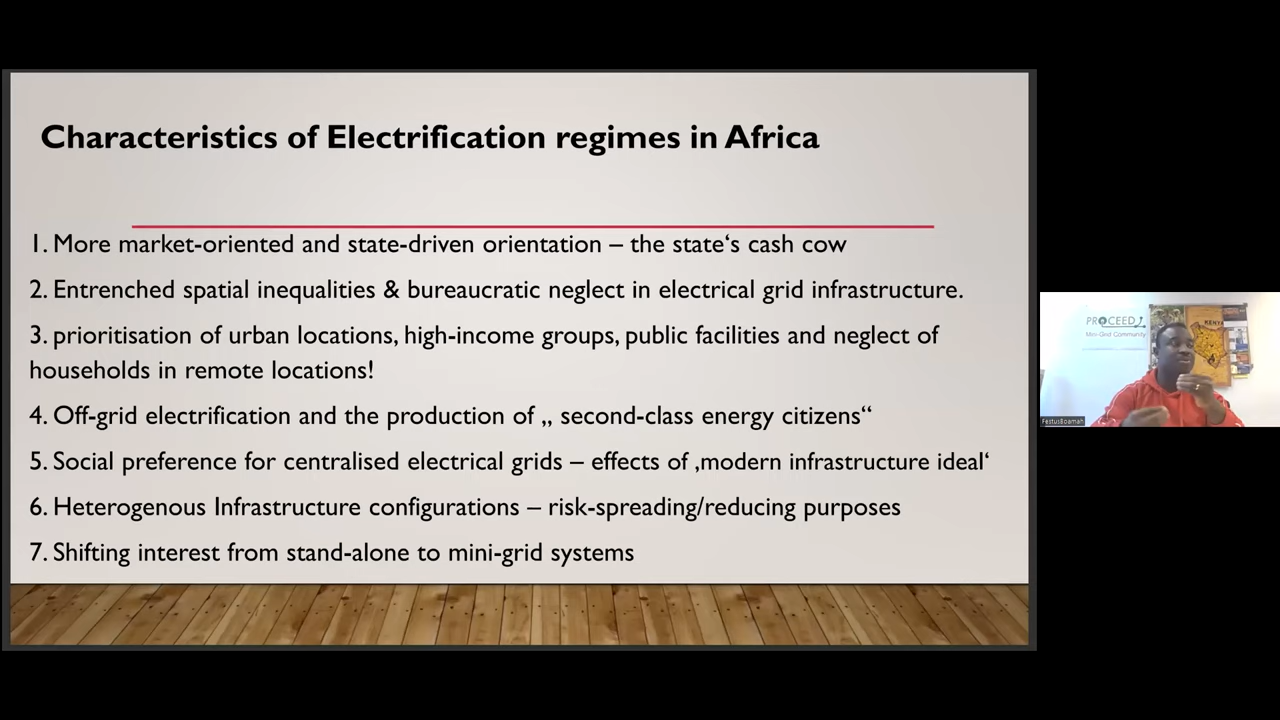 Characteristics of Electrification regimes in Africa
1. More market-oriented and state-driven orientation – the state‘s cash cow
2. Entrenched spatial inequalities & bureaucratic neglect in electrical grid infrastructure.
3. prioritisation of urban locations, high-income groups, public facilities and neglect of
households in remote locations!
4. Off-grid electrification and the production of „ second-class energy citizens“
5. Social preference for centralised electrical grids – effects of ‚modern infrastructure ideal‘
6. Heterogenous Infrastructure configurations – risk-spreading/reducing purposes
7. Shifting interest from stand-alone to mini-grid systems
PROCEED
Mini-Grid Community
KENYA
FestusBoamah